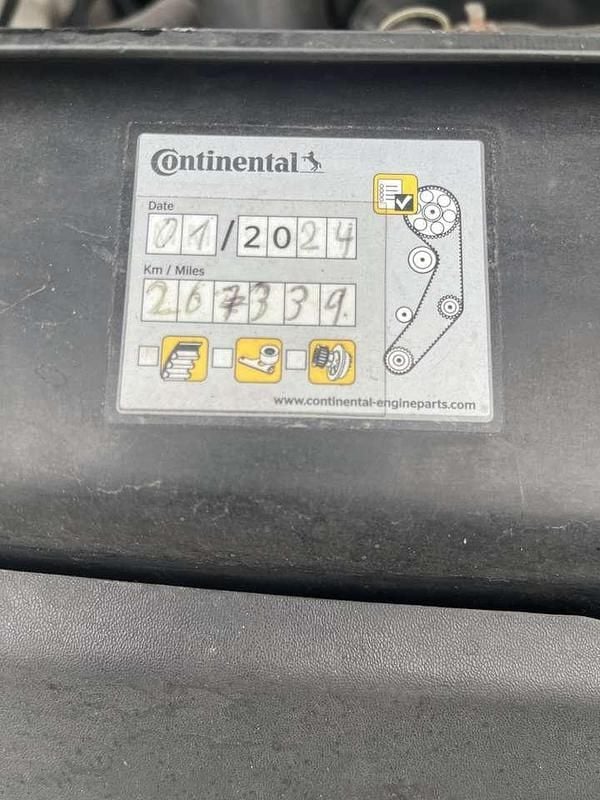 Continental
Date
01/2024
Km / Miles
267339
www.continental-engineparts.com